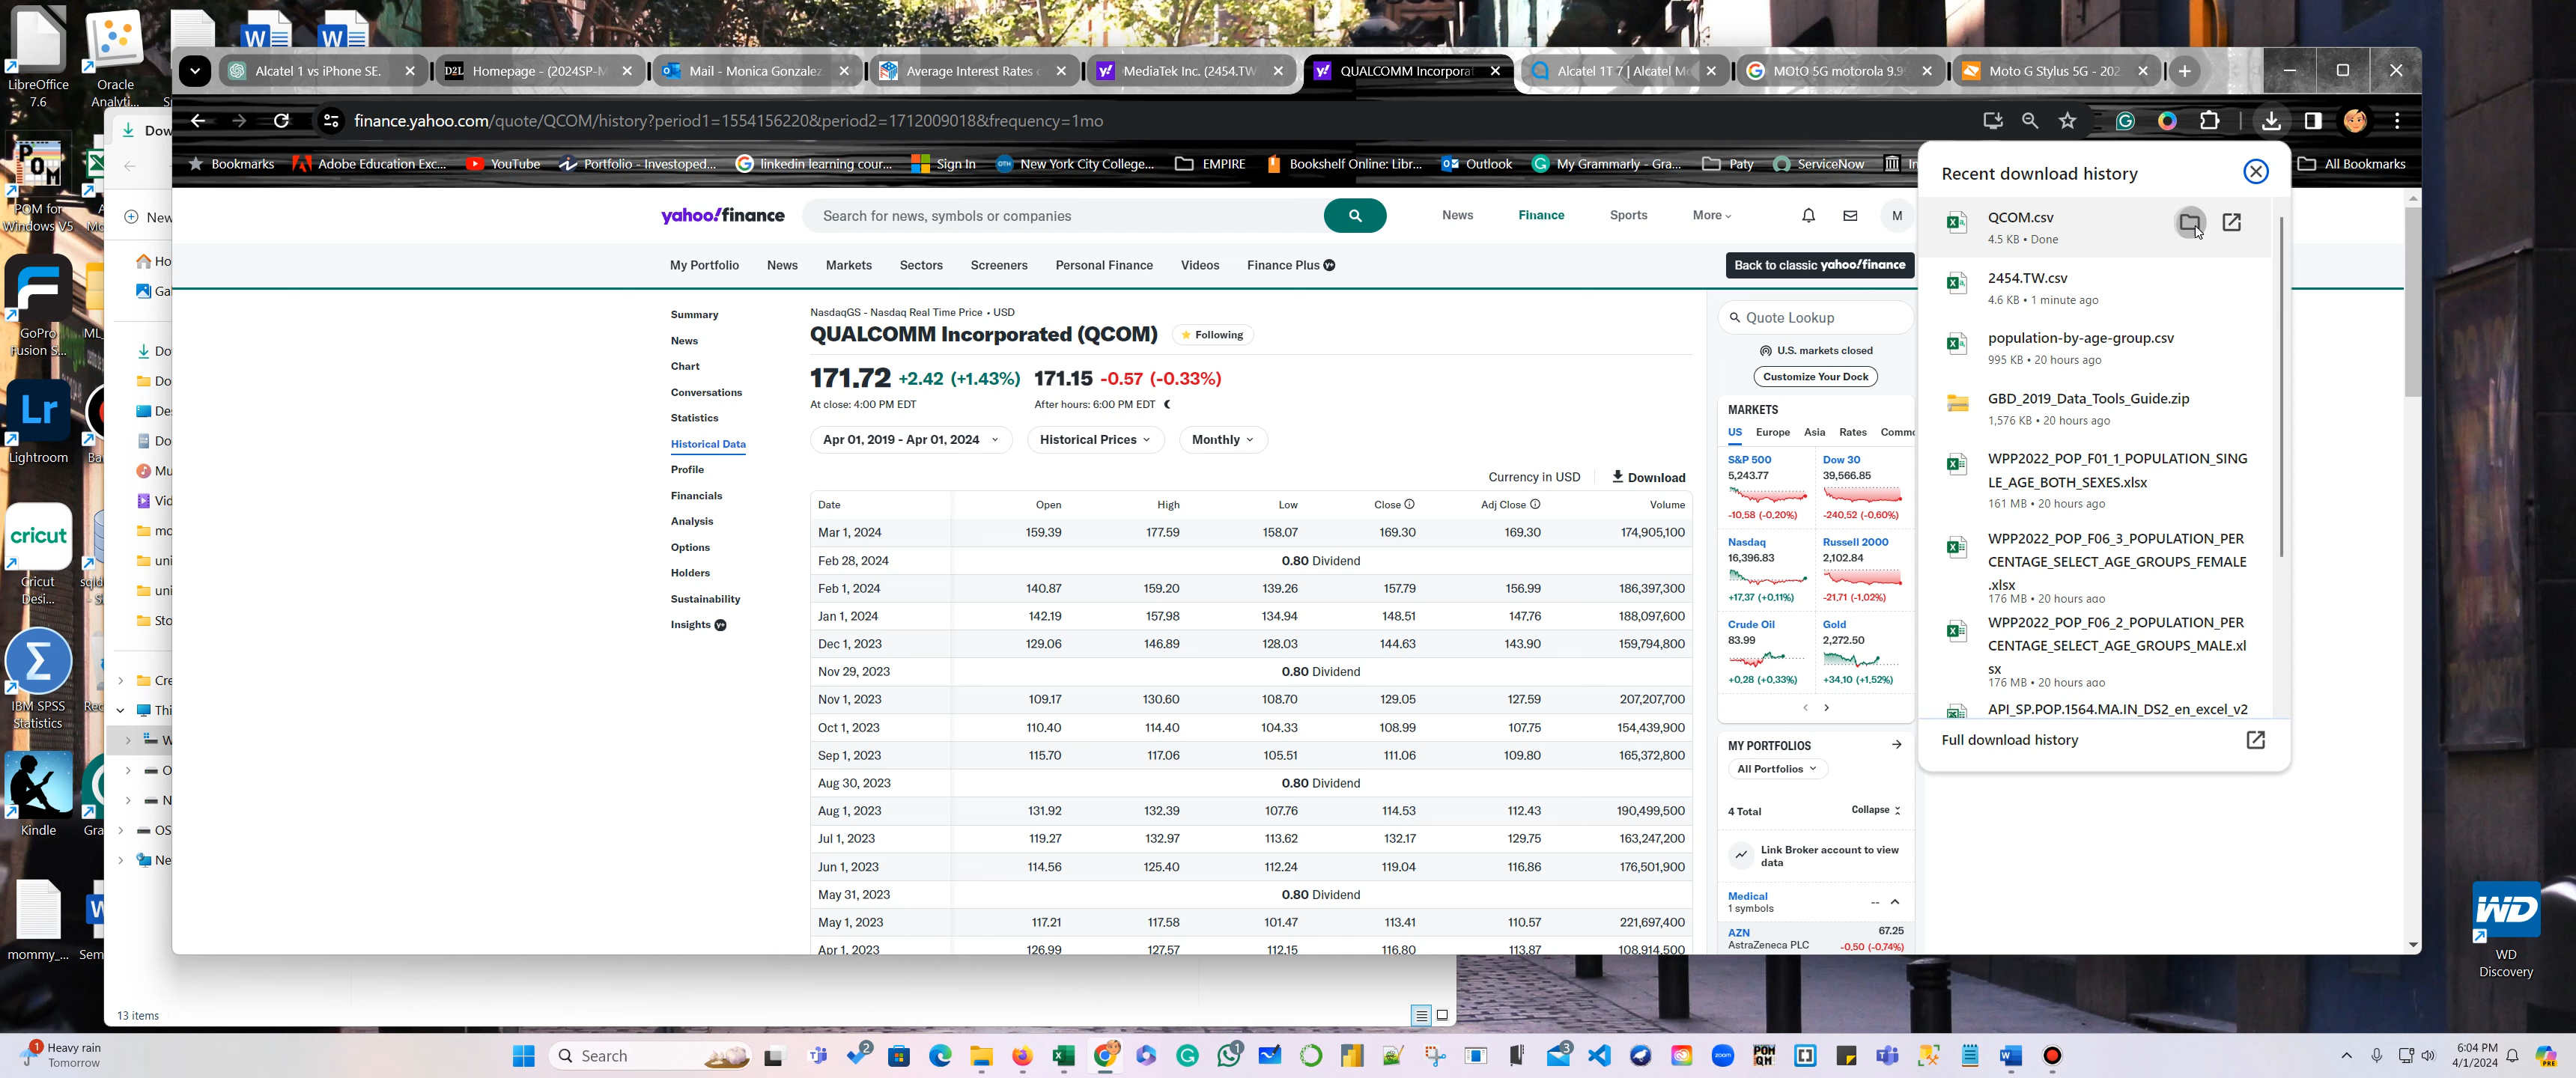 LibreOffice
7.6
Oracle
Analyti...
POM for
Windows V5
GoPro
Fusion S...
Lr
Lightroom
cricut
Cricut
Desi...
IBM SPSS
Statistics
Kindle
mommy_...
Sem
WD
WD
Discovery
Alcatel 1 vs iPhone SE.
D2L Homepage - (2024SP-M
Mail - Monica Gonzalez
Average Interest Rates
MediaTek Inc. (2454.TW
QUALCOMM Incorporat
Alcatel 1T 7 | Alcatel Mo
MOtO 5G motorola 9.9
Moto G Stylus 5G - 202
finance.yahoo.com/quote/QCOM/history?period1=1554156220&period2=1712009018&frequency=1mo
Bookmarks
Adobe Education Exc...
YouTube
Portfolio - Investoped...
linkedin learning cour...
Sign In
New York City College...
EMPIRE
Bookshelf Online: Libr...
Outlook
My Grammarly - Gra...
Paty
ServiceNow
In
All Bookmarks
yahoo!finance
Search for news, symbols or companies
News
Finance
Sports
More
M
My Portfolio
News
Markets
Sectors
Screeners
Personal Finance
Videos
Finance Plus
Back to classic yahoo!finance
Summary
News
Chart
Conversations
Statistics
Historical Data
Profile
Financials
Analysis
Options
Holders
Sustainability
Insights
NasdaqGS - Nasdaq Real Time Price • USD
QUALCOMM Incorporated (QCOM)
Following
171.72 +2.42 (+1.43%) 171.15 -0.57 (-0.33%)
At close: 4:00 PM EDT After hours: 6:00 PM EDT
Apr 01, 2019 - Apr 01, 2024
Historical Prices
Monthly
Currency in USD
Download
Date Open High Low Close Adj Close Volume
Mar 1, 2024 159.39 177.59 158.07 169.30 169.30 174,905,100
Feb 28, 2024 0.80 Dividend
Feb 1, 2024 140.87 159.20 139.26 157.79 156.99 186,397,300
Jan 1, 2024 142.19 157.98 134.94 148.51 147.76 188,097,600
Dec 1, 2023 129.06 146.89 128.03 144.63 143.90 159,794,800
Nov 29, 2023 0.80 Dividend
Nov 1, 2023 109.17 130.60 108.70 129.05 127.59 207,207,700
Oct 1, 2023 110.40 114.40 104.33 108.99 107.75 154,439,900
Sep 1, 2023 115.70 117.06 105.51 111.06 109.80 165,372,800
Aug 30, 2023 0.80 Dividend
Aug 1, 2023 131.92 132.39 107.76 114.53 112.43 190,499,500
Jul 1, 2023 119.27 132.97 113.62 132.17 129.75 163,247,200
Jun 1, 2023 114.56 125.40 112.24 119.04 116.86 176,501,900
May 31, 2023 0.80 Dividend
May 1, 2023 117.21 117.58 101.47 113.41 110.57 221,697,400
Apr 1, 2023 126.99 127.57 112.15 116.80 113.87 108,914,500
Quote Lookup
U.S. markets closed
Customize Your Dock
MARKETS
US Europe Asia Rates Commo
S&P 500 Dow 30
5,243.77 39,566.85
-10.58 (-0.20%) -240.52 (-0.60%)
Nasdaq Russell 2000
16,396.83 2,102.84
+17.37 (+0.11%) -21.71 (-1.02%)
Crude Oil Gold
83.99 2,272.50
+0.28 (+0.33%) +34.10 (+1.52%)
MY PORTFOLIOS
All Portfolios
4 Total Collapse
Link Broker account to view
data
Medical
1 symbols
--
AZN 67.25
AstraZeneca PLC -0.50 (-0.74%)
Recent download history
QCOM.csv
4.5 KB • Done
2454.TW.csv
4.6 KB • 1 minute ago
population-by-age-group.csv
995 KB • 20 hours ago
GBD_2019_Data_Tools_Guide.zip
1,576 KB • 20 hours ago
WPP2022_POP_F01_1_POPULATION_SING
LE_AGE_BOTH_SEXES.xlsx
161 MB • 20 hours ago
WPP2022_POP_F06_3_POPULATION_PER
CENTAGE_SELECT_AGE_GROUPS_FEMALE
.xlsx
176 MB • 20 hours ago
WPP2022_POP_F06_2_POPULATION_PER
CENTAGE_SELECT_AGE_GROUPS_MALE.xl
sx
176 MB • 20 hours ago
API_SP.POP.1564.MA.IN_DS2_en_excel_v2
Full download history
Dow
New
Ho
Ga
Do
Do
De
Do
Mu
Vid
mo
uni
uni
Sto
Cre
Thi
W
O
N
OS
Ne
13 items
Heavy rain
Tomorrow
Search
6:04 PM
4/1/2024